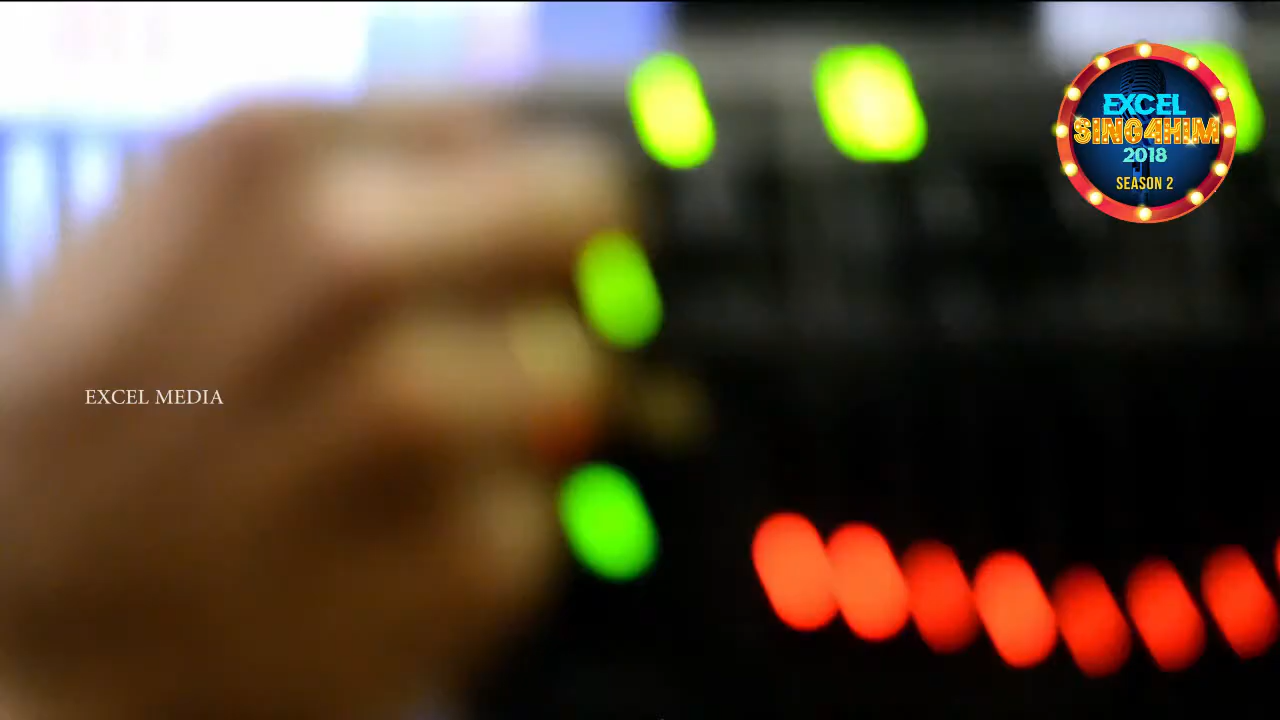 EXCEL
SING4HIM
2018
SEASON 2
EXCEL MEDIA